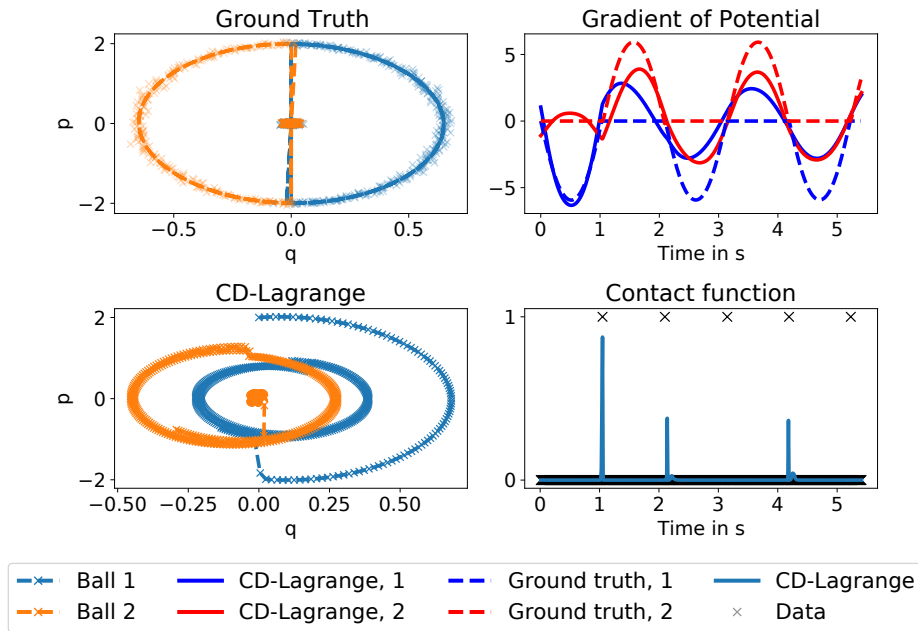 Ground Truth
Gradient of Potential
2
0
−2
p
−0.5
0.0
0.5
q
5
0
−5
0
1
2
3
4
5
Time in s
CD-Lagrange
Contact function
2
0
−2
p
−0.50
−0.25
0.00
0.25
0.50
q
1
0
0
1
2
3
4
5
Time in s
Ball 1
CD-Lagrange, 1
Ground truth, 1
CD-Lagrange
Ball 2
CD-Lagrange, 2
Ground truth, 2
Data